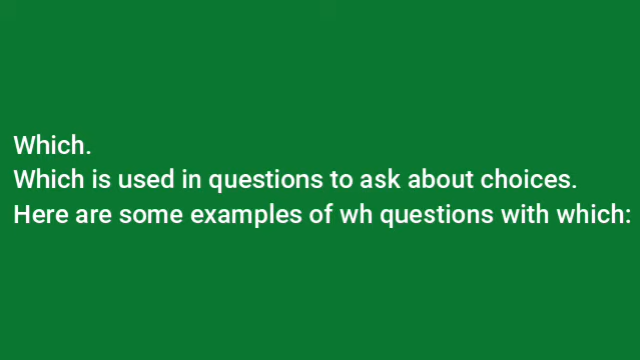 Which.
Which is used in questions to ask about choices.
Here are some examples of wh questions with which: